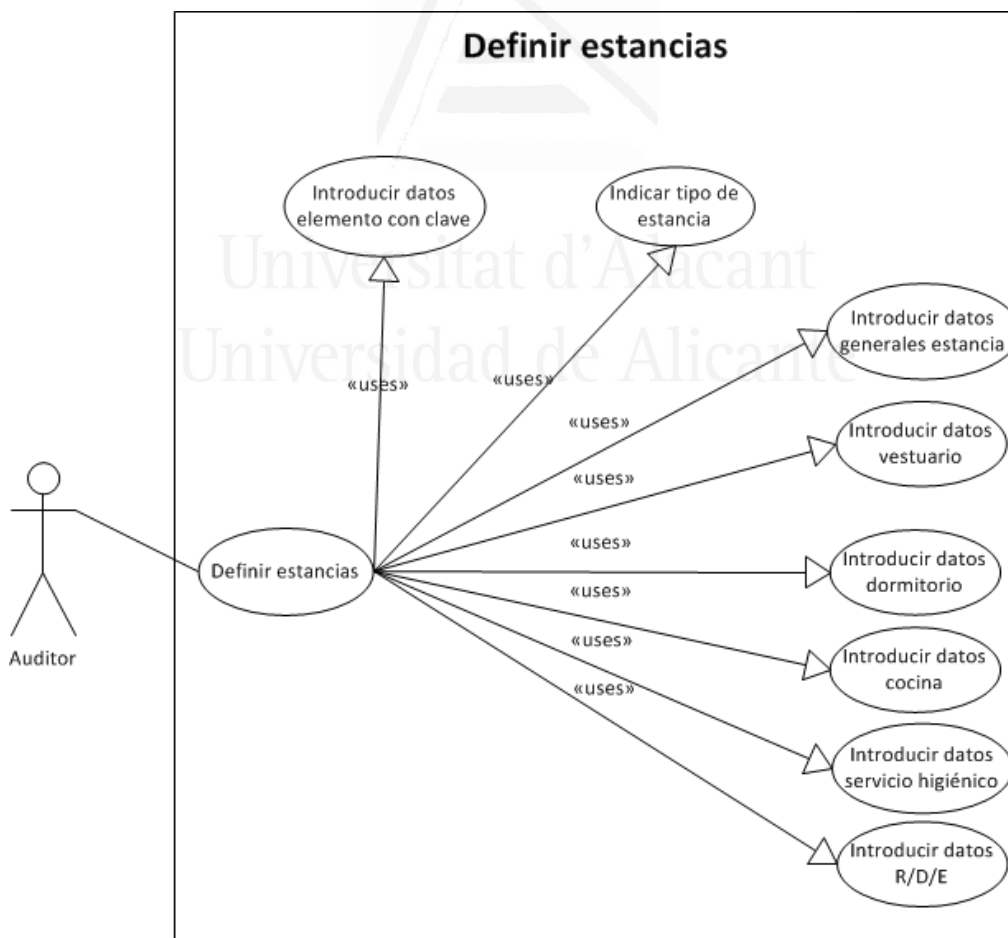 Definir estancias
Introducir datos
elemento con clave
Indicar tipo de
estancia
Universitat d'Alacant
Universidad de Alicante
Introducir datos
generales estancia
«uses»
«uses»
«uses»
Introducir datos
vestuario
«uses»
«uses»
Introducir datos
dormitorio
Definir estancias
«uses»
«uses»
Introducir datos
cocina
Auditor
«uses»
Introducir datos
servicio higiénico
Introducir datos
R/D/E